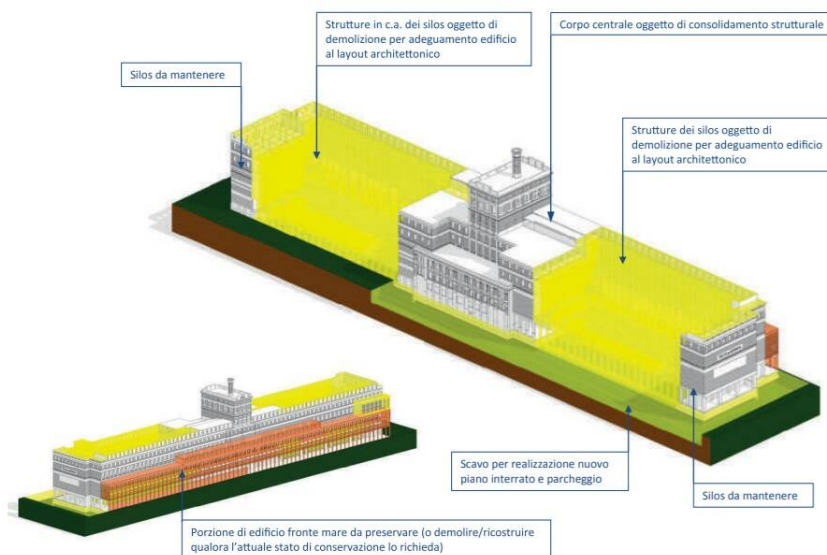 Strutture in c.a. dei silos oggetto di
demolizione per adeguamento edificio
al layout architettonico
Corpo centrale oggetto di consolidamento strutturale
Silos da mantenere
Strutture dei silos oggetto di
demolizione per adeguamento edificio
al layout architettonico
Scavo per realizzazione nuovo
piano interrato e parcheggio
Silos da mantenere
Porzione di edificio fronte mare da preservare (o demolire/ricostruire
qualora l'attuale stato di conservazione lo richieda)